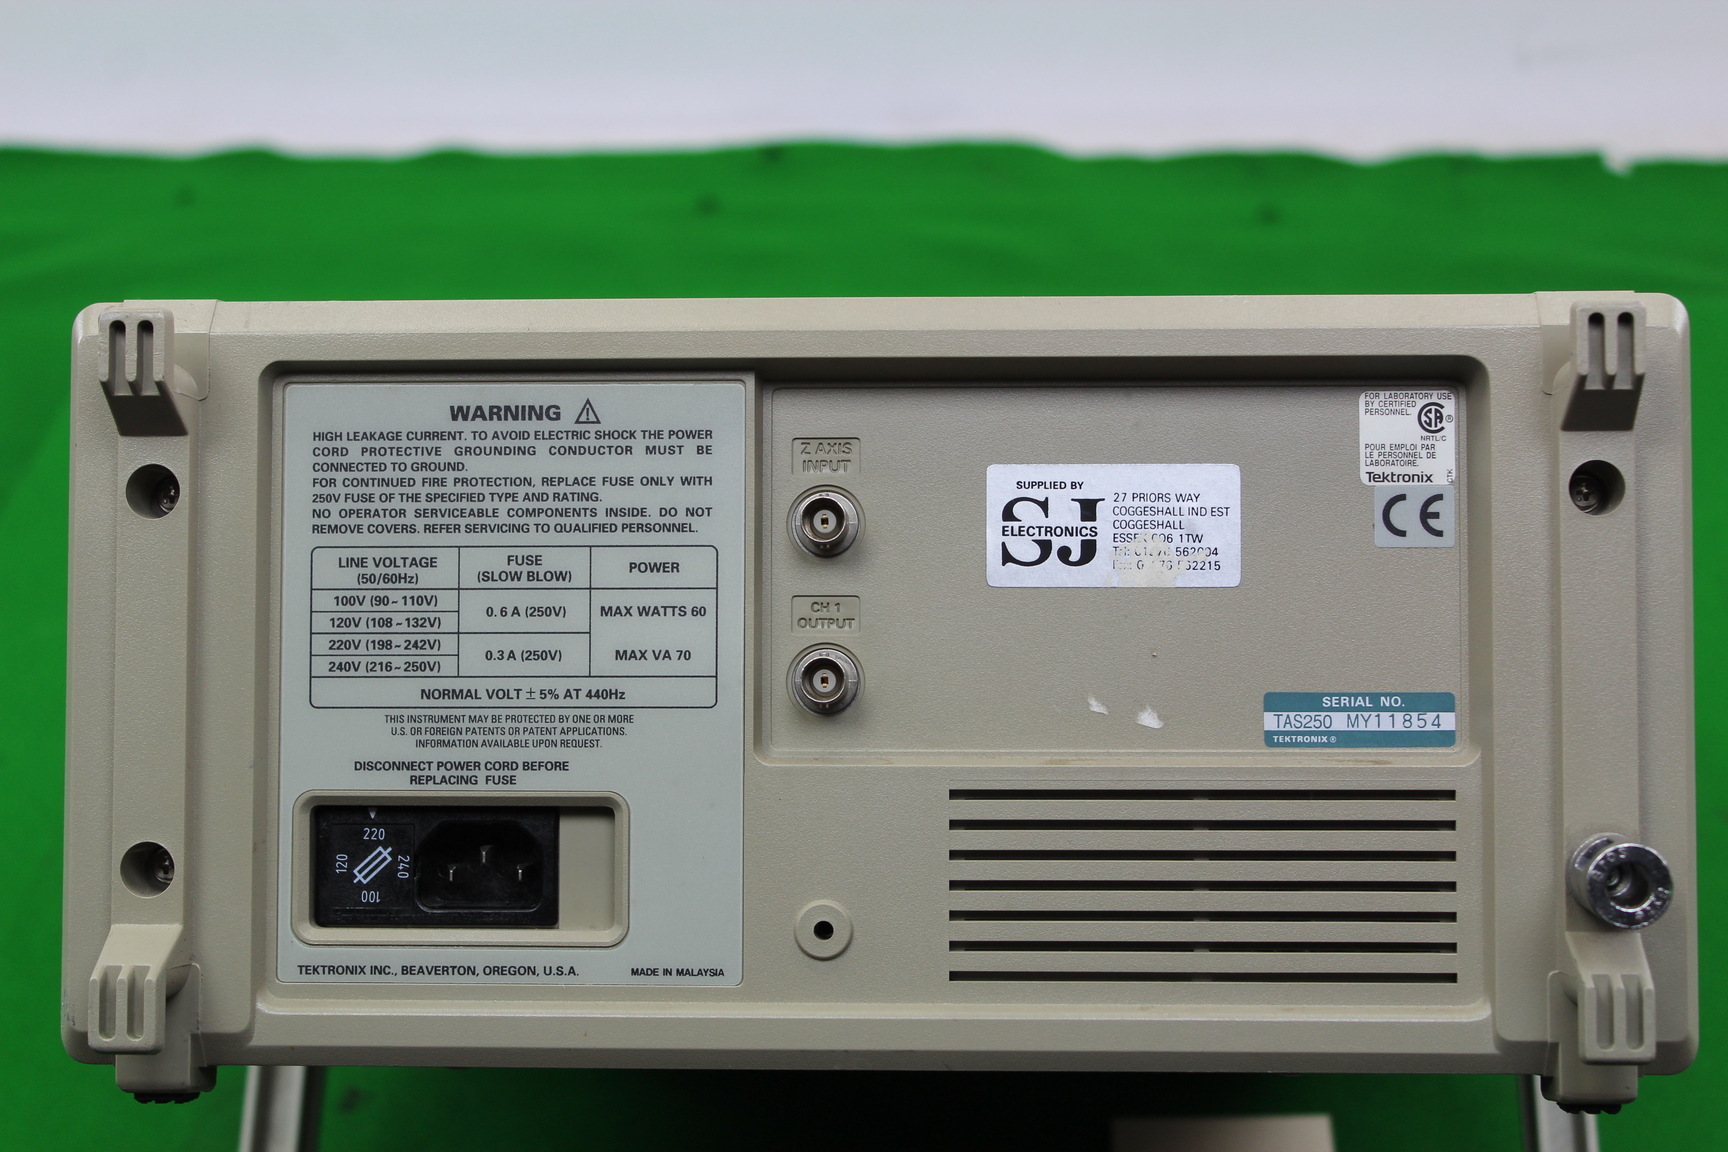 WARNING
HIGH LEAKAGE CURRENT. TO AVOID ELECTRIC SHOCK THE POWER
CORD PROTECTIVE GROUNDING CONDUCTOR MUST BE
CONNECTED TO GROUND.
FOR CONTINUED FIRE PROTECTION, REPLACE FUSE ONLY WITH
250V FUSE OF THE SPECIFIED TYPE AND RATING.
NO OPERATOR SERVICEABLE COMPONENTS INSIDE. DO NOT
REMOVE COVERS. REFER SERVICING TO QUALIFIED PERSONNEL.
LINE VOLTAGE
(50/60Hz)
FUSE
(SLOW BLOW)
POWER
100V (90~110V)
120V (108~132V)
0.6 A (250V)
MAX WATTS 60
220V (198~242V)
240V (216~250V)
0.3 A (250V)
MAX VA 70
NORMAL VOLT ± 5% AT 440Hz
THIS INSTRUMENT MAY BE PROTECTED BY ONE OR MORE
U.S. OR FOREIGN PATENTS OR PATENT APPLICATIONS.
INFORMATION AVAILABLE UPON REQUEST.
DISCONNECT POWER CORD BEFORE
REPLACING FUSE
220
120
240
100
TEKTRONIX INC., BEAVERTON, OREGON, U.S.A.
MADE IN MALAYSIA
Z AXIS
INPUT
CH 1
OUTPUT
SUPPLIED BY
SJ
ELECTRONICS
27 PRIORS WAY
COGGESHALL IND EST
COGGESHALL
1TW
562004
562215
FOR LABORATORY USE
BY CERTIFIED
PERSONNEL.
SA ®
NRTL/C
POUR EMPLOI PAR
LE PERSONNEL DE
LABORATOIRE.
Tektronix
CE
SERIAL NO.
TAS250 MY11854
TEKTRONIX®